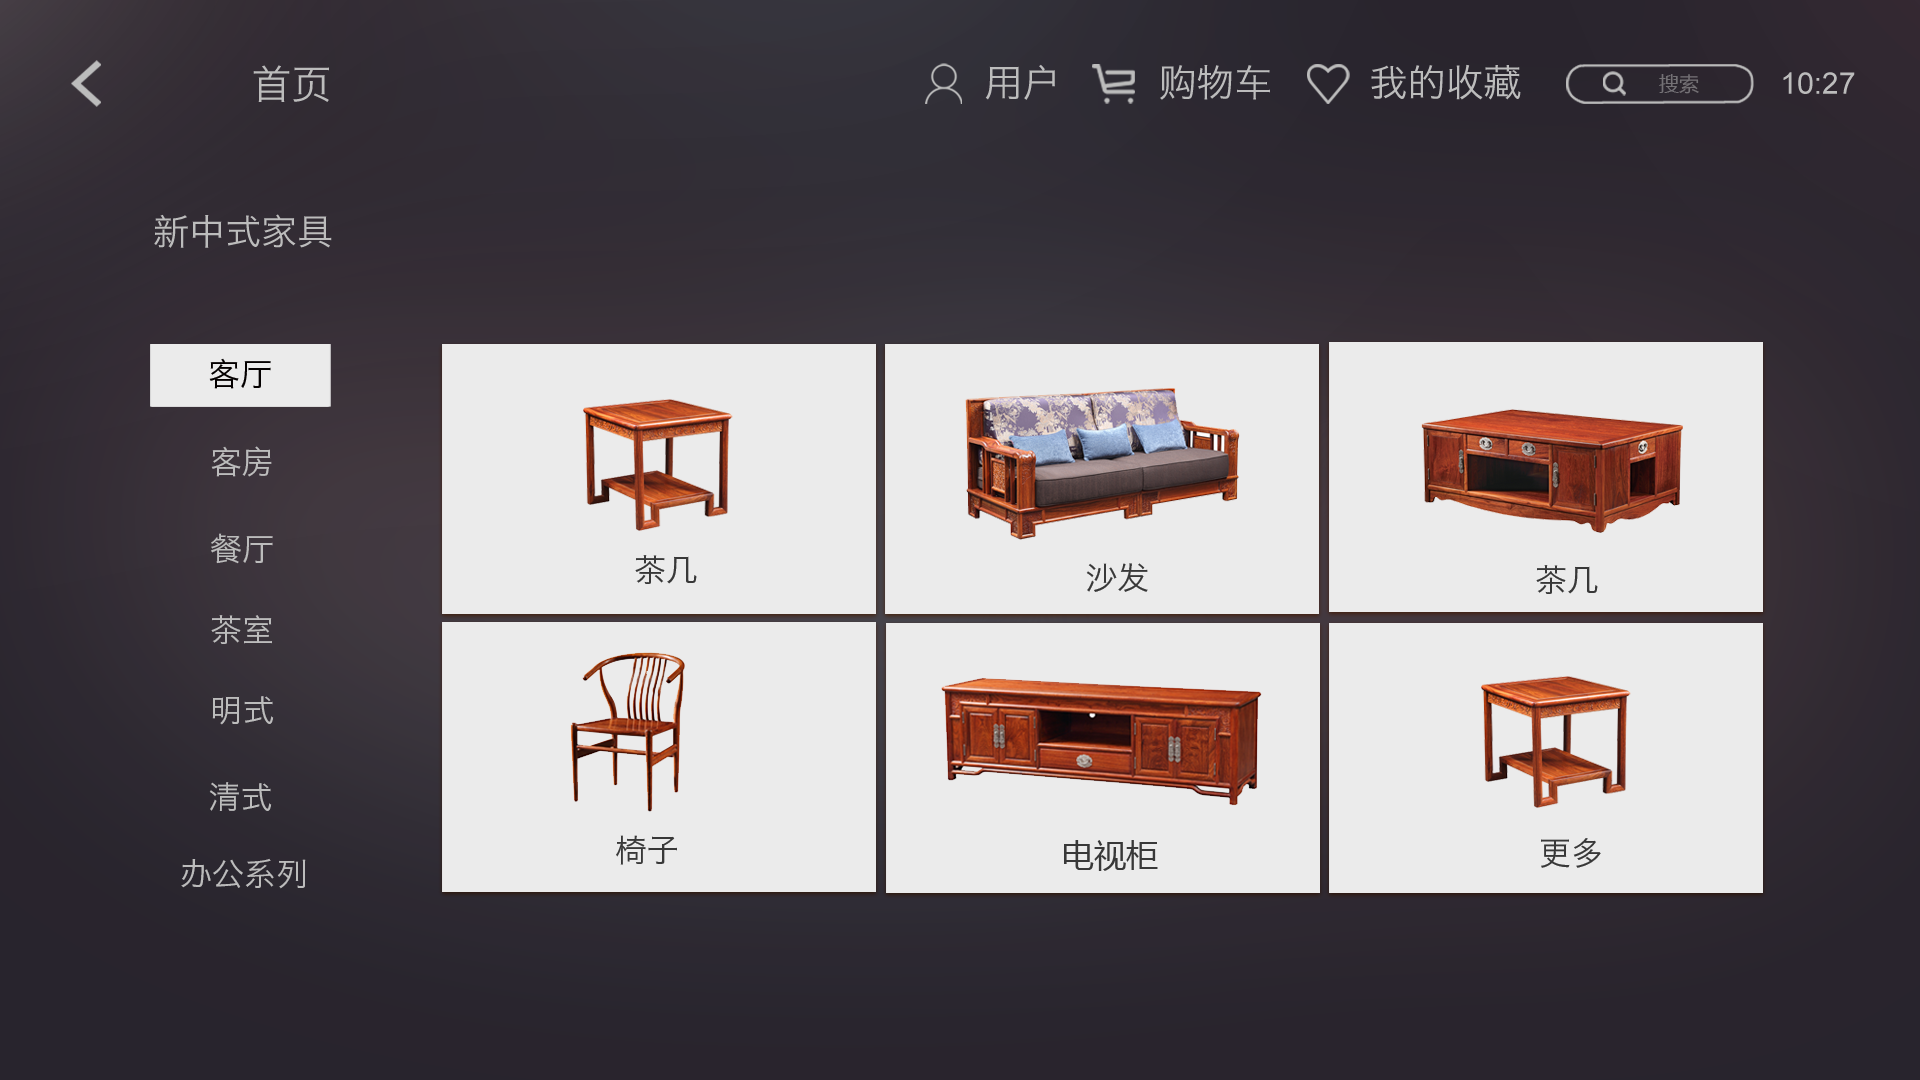 首页
用户
购物车
我的收藏
搜索
10:27
新中式家具
客厅
客房
餐厅
茶室
明式
清式
办公系列
茶几
沙发
茶几
椅子
电视柜
更多